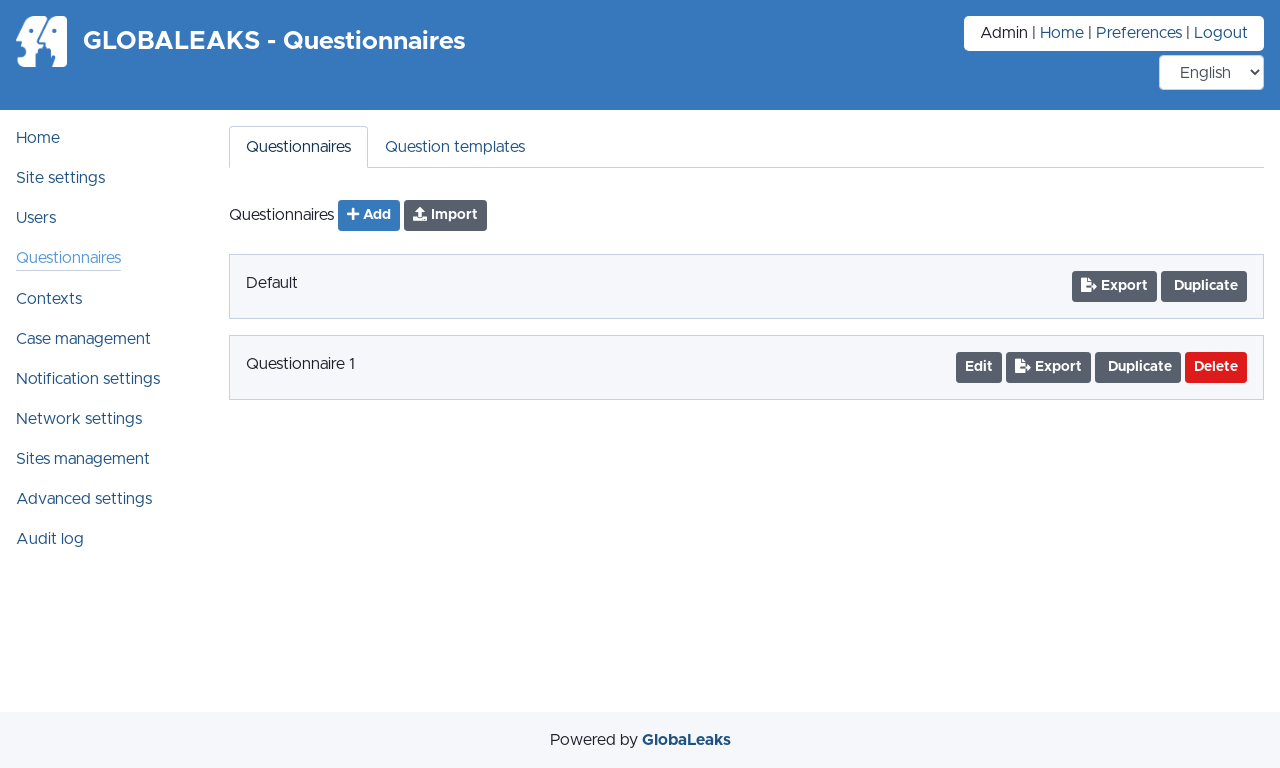 GLOBALEAKS - Questionnaires
Admin | Home | Preferences | Logout
English
Home
Site settings
Users
Questionnaires
Contexts
Case management
Notification settings
Network settings
Sites management
Advanced settings
Audit log
Questionnaires Question templates
Questionnaires Add Import
Default Export Duplicate
Questionnaire 1 Edit Export Duplicate Delete
Powered by GlobaLeaks